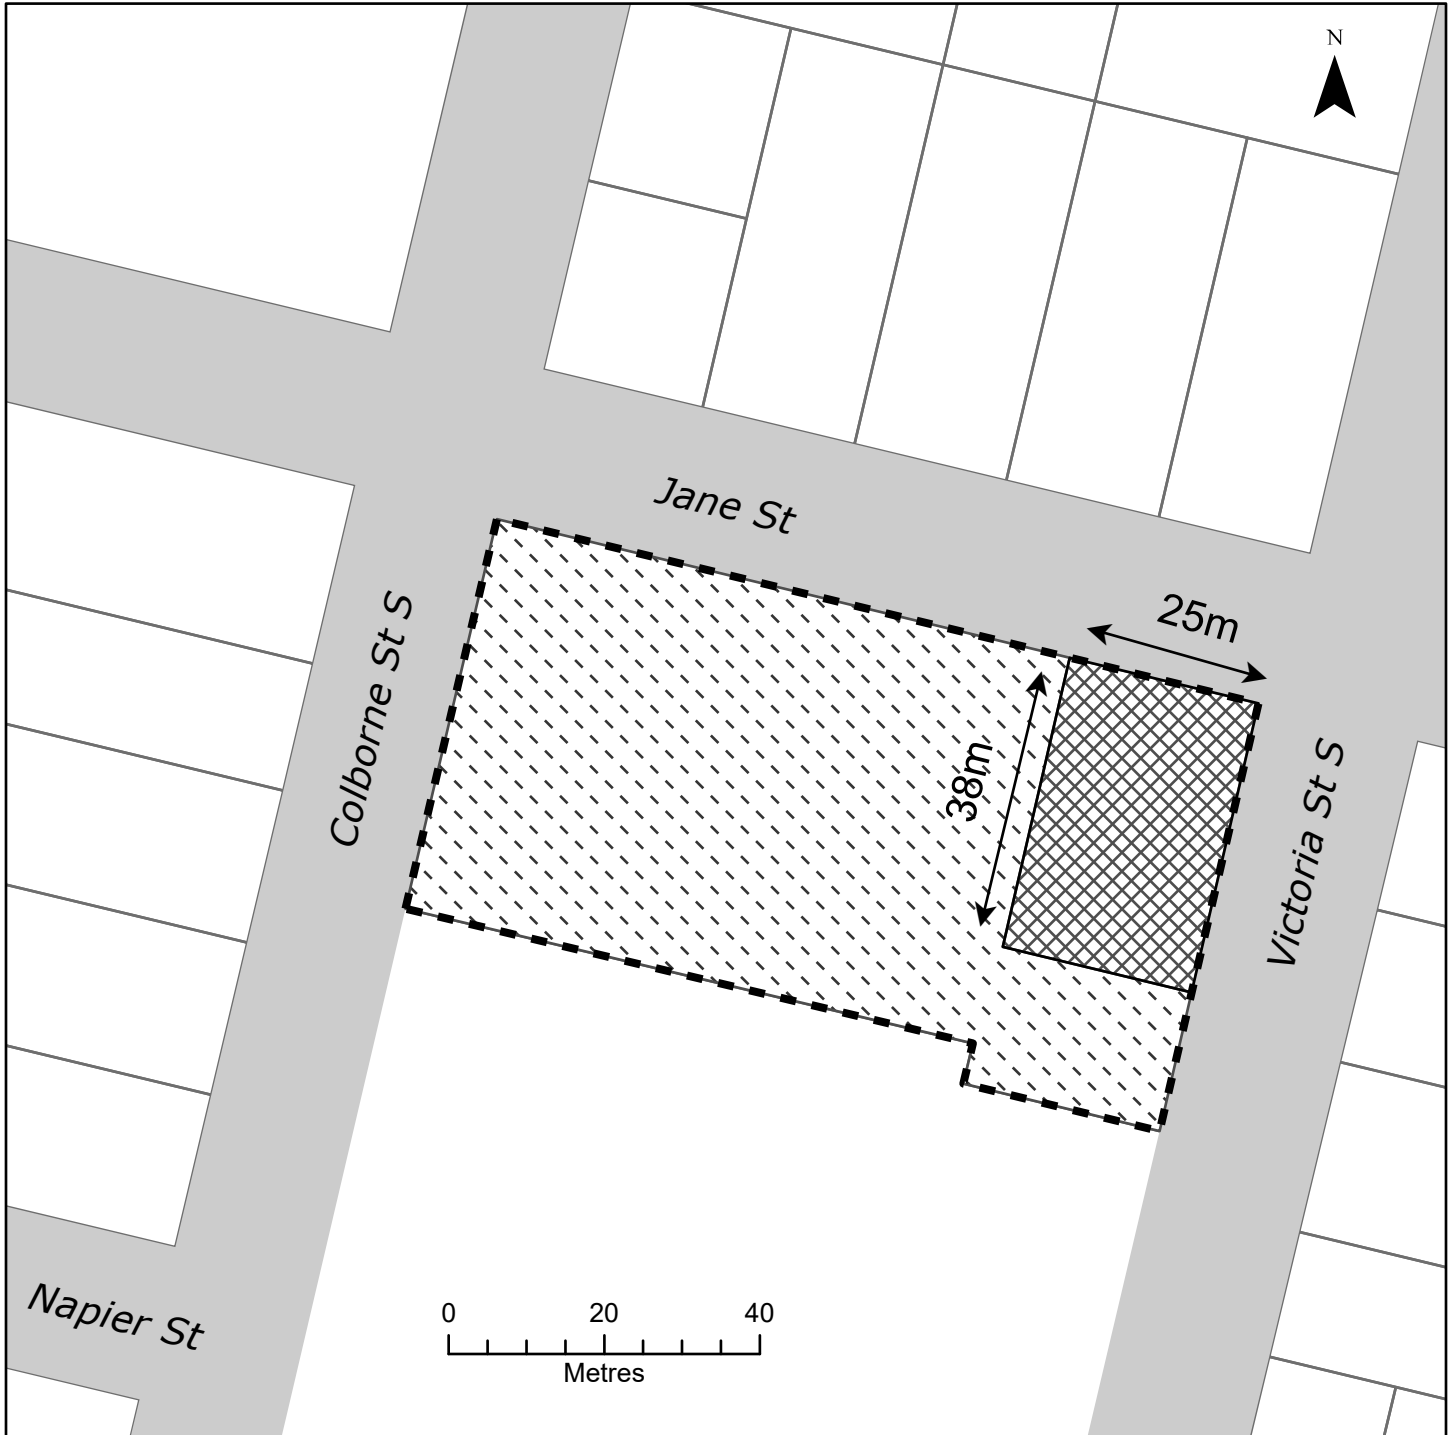 N
Jane St
25m
Colborne St S
38m
Victoria St S
Napier St
0 20 40
Metres